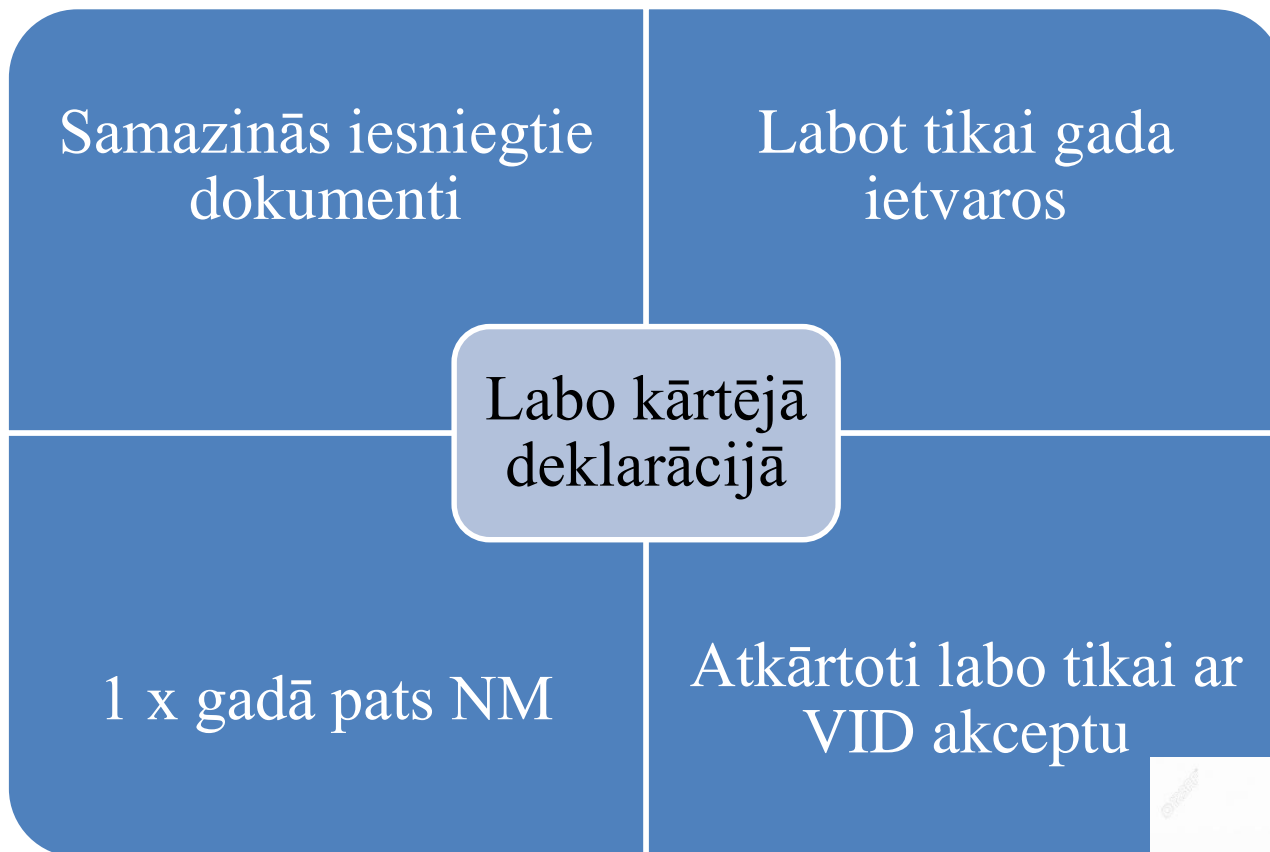 Samazinās iesniegtie
dokumenti
Labot tikai gada
ietvaros
Labo kārtējā
deklarācijā
1 x gadā pats NM
Atkārtoti labo tikai ar
VID akceptu